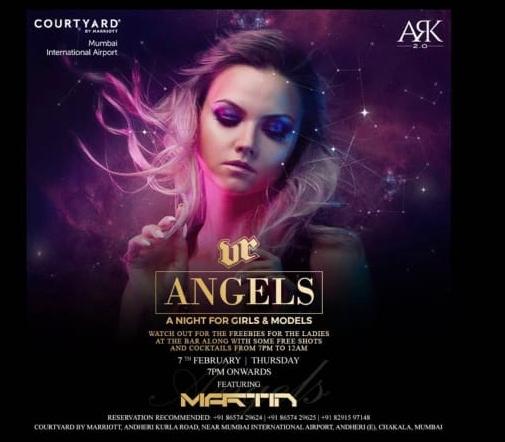 COURTYARD®
BY MARRIOTT
Mumbai
International Airport
ARK
2.0
vr
ANGELS
A NIGHT FOR GIRLS & MODELS
WATCH OUT FOR THE FREEBIES FOR THE LADIES
AT THE BAR ALONG WITH SOME FREE SHOTS
AND COCKTAILS FROM 7PM TO 12AM
7TH FEBRUARY | THURSDAY
7PM ONWARDS
Angels
FEATURING
MARTIN
RESERVATION RECOMMENDED: +91 86574 29624 | +91 86574 29625 | +91 82915 97148
COURTYARD BY MARRIOTT, ANDHERI KURLA ROAD, NEAR MUMBAI INTERNATIONAL AIRPORT, ANDHERI (E), CHAKALA, MUMBAI